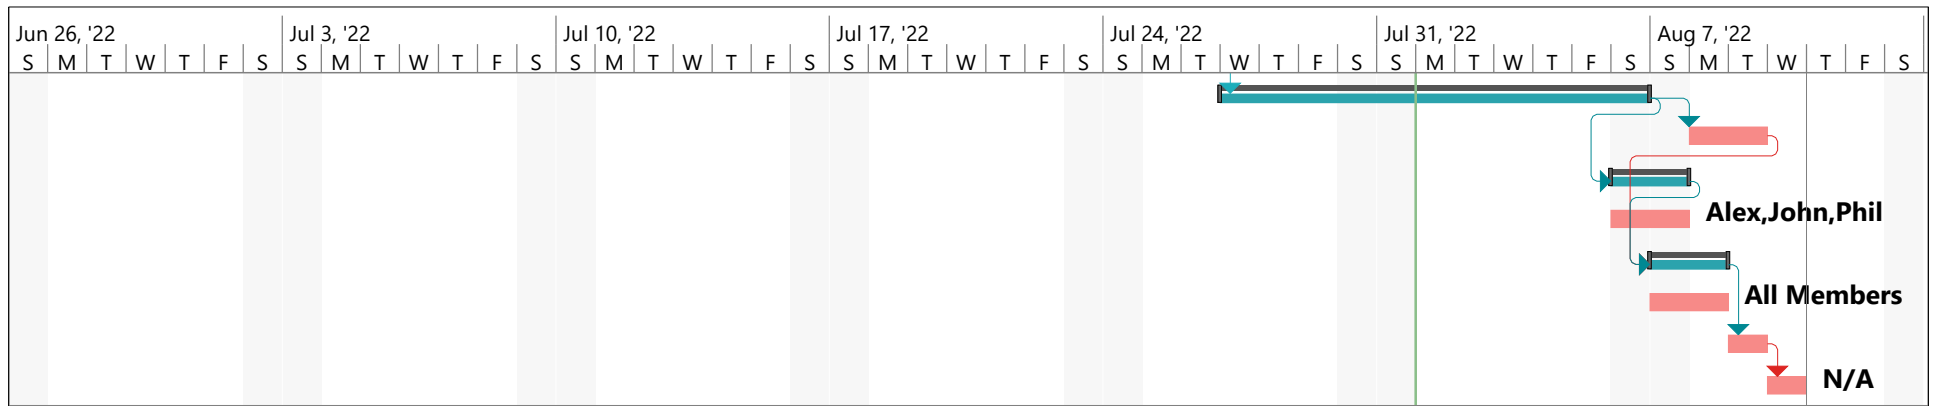 Jun 26, '22 Jul 3, '22 Jul 10, '22 Jul 17, '22 Jul 24, '22 Jul 31, '22 Aug 7, '22
S M T W T F S S M T W T F S S M T W T F S S M T W T F S S M T W T F S S M T W T F S S M T W T F S
Alex,John,Phil
All Members
N/A